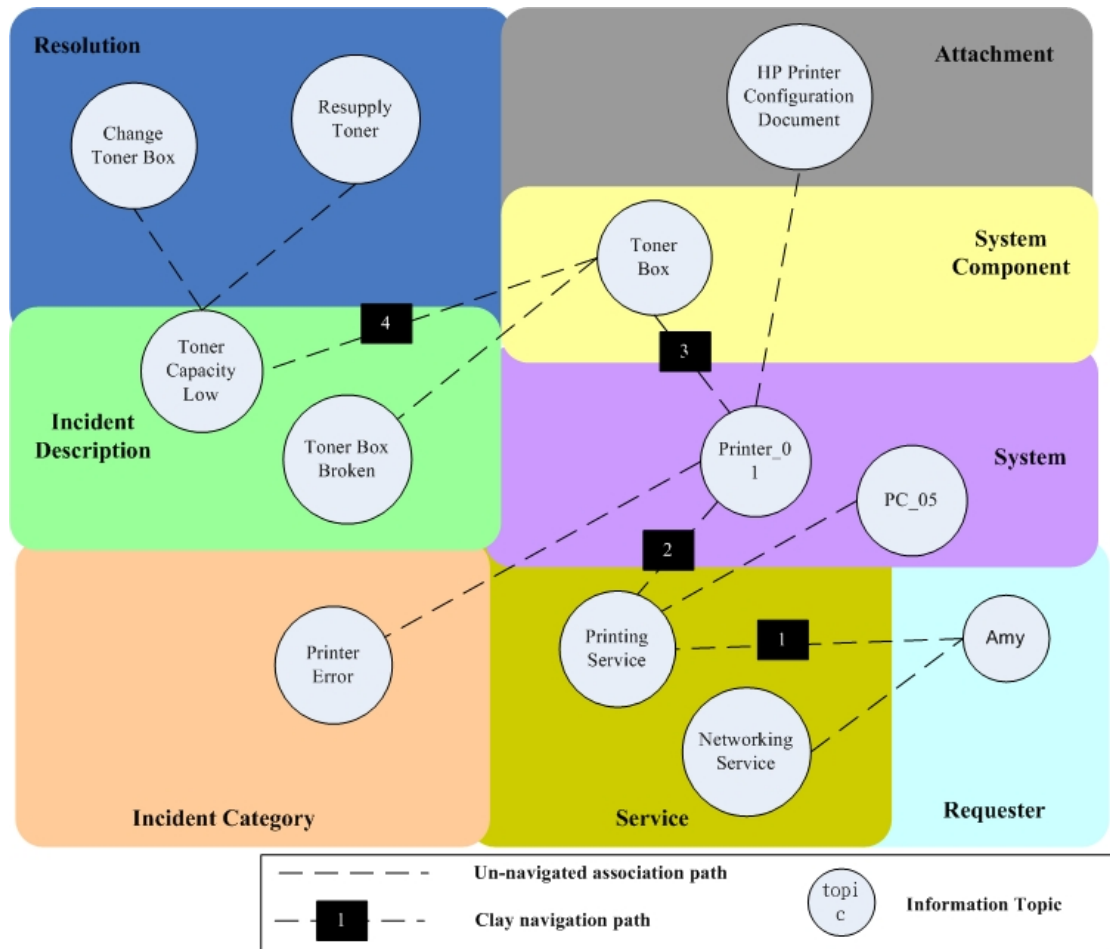 Resolution
Attachment
Change
Toner Box
Resupply
Toner
HP Printer
Configuration
Document
Toner
Box
System
Component
4
3
Toner
Capacity
Low
Incident
Description
Toner Box
Broken
Printer_0
1
System
PC_05
2
Printer
Error
Printing
Service
1
Amy
Networking
Service
Incident Category
Service
Requester
Un-navigated association path
1
Clay navigation path
topi
c
Information Topic